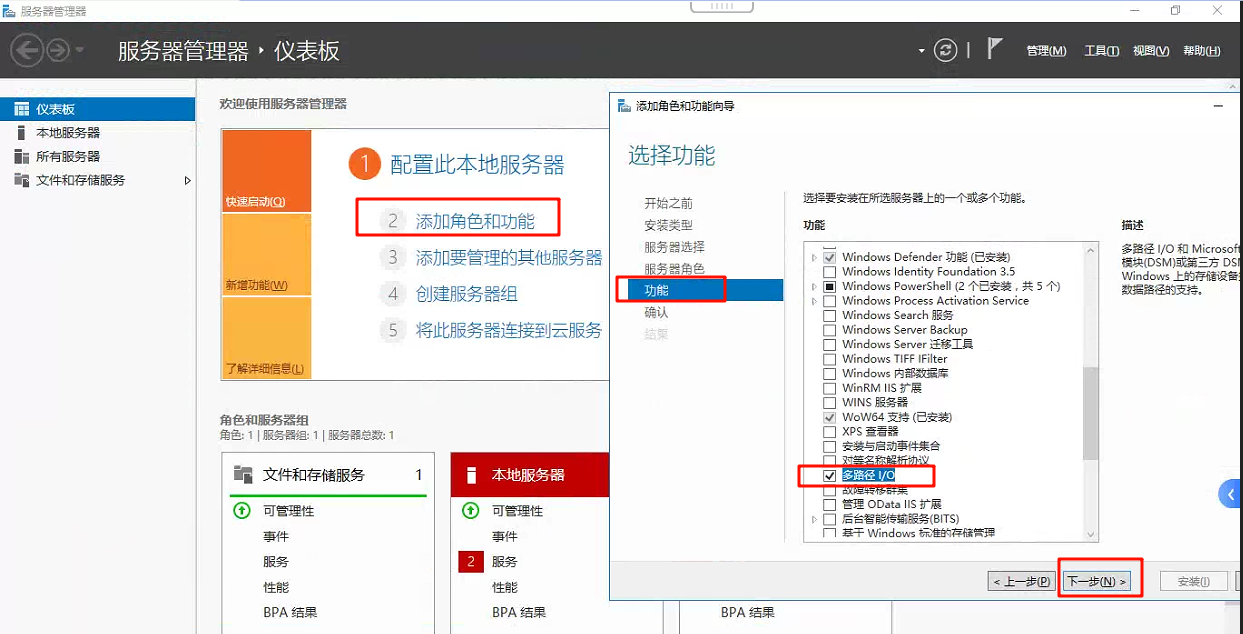 服务器管理器
服务器管理器 · 仪表板
管理(M) 工具(T) 视图(V) 帮助(H)
仪表板
本地服务器
所有服务器
文件和存储服务
欢迎使用服务器管理器
快速启动(Q)
新增功能(W)
了解详细信息(L)
1 配置此本地服务器
2 添加角色和功能
3 添加要管理的其他服务器
4 创建服务器组
5 将此服务器连接到云服务
角色和服务器组
角色: 1 | 服务器组: 1 | 服务器总数: 1
文件和存储服务 1
可管理性
事件
服务
性能
BPA 结果
本地服务器
可管理性
事件
2 服务
性能
BPA 结果
BPA 结果
添加角色和功能向导
选择功能
开始之前
安装类型
服务器选择
服务器角色
功能
确认
结果
选择要安装在所选服务器上的一个或多个功能。
功能
Windows Defender 功能 (已安装)
Windows Identity Foundation 3.5
Windows PowerShell (2 个已安装，共 5 个)
Windows Process Activation Service
Windows Search 服务
Windows Server Backup
Windows Server 迁移工具
Windows TIFF IFilter
Windows 内部数据库
WinRM IIS 扩展
WINS 服务器
WoW64 支持 (已安装)
XPS 查看器
安装与启动事件集合
对等名称解析协议
多路径 I/O
故障转移群集
管理 OData IIS 扩展
后台智能传输服务(BITS)
基于 Windows 标准的存储管理
描述
多路径 I/O 和 Microsoft
模块(DSM)或第三方 DSM
Windows 上的存储设备
数据路径的支持。
< 上一步(P)
下一步(N) >
安装(I)